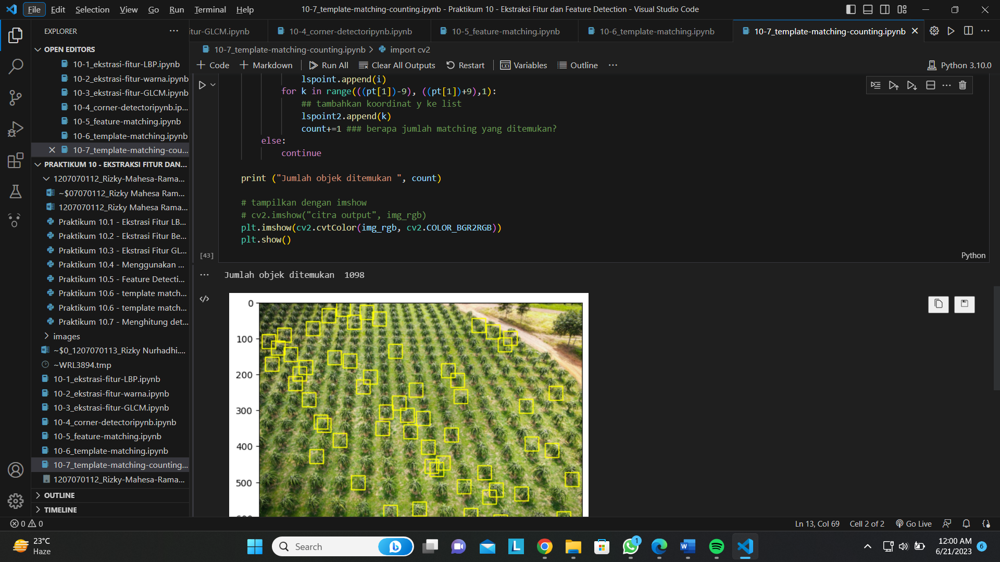 File Edit Selection View Go Run Terminal Help
10-7_template-matching-counting.ipynb - Praktikum 10 - Ekstraksi Fitur dan Feature Detection - Visual Studio Code
EXPLORER
itur-GLCM.ipynb
10-4_corner-detectoripynb.ipynb
10-5_feature-matching.ipynb
10-6_template-matching.ipynb
10-7_template-matching-counting.ipynb
10-7_template-matching-counting.ipynb > import cv2
Code Markdown Run All Clear All Outputs Restart Variables Outline ...
Python 3.10.0
OPEN EDITORS
10-1_ekstrasi-fitur-LBP.ipynb
10-2_ekstrasi-fitur-warna.ipynb
10-3_ekstrasi-fitur-GLCM.ipynb
10-4_corner-detectoripynb.ip...
10-5_feature-matching.ipynb
10-6_template-matching.ipynb
10-7_template-matching-cou...
PRAKTIKUM 10 - EKSTRAKSI FITUR DAN...
1207070112_Rizky-Mahesa-Rama...
~$07070112_Rizky Mahesa Ram...
1207070112_Rizky Mahesa Rama...
Praktikum 10.1 - Ekstrasi Fitur LB...
Praktikum 10.2 - Ekstrasi Fitur Be...
Praktikum 10.3 - Ekstrasi Fitur GL...
Praktikum 10.4 - Menggunakan ...
Praktikum 10.5 - Feature Detecti...
Praktikum 10.6 - template match...
Praktikum 10.6 - template match...
Praktikum 10.7 - Menghitung det...
images
~$0_1207070113_Rizky Nurhadhi....
~WRL3894.tmp
10-1_ekstrasi-fitur-LBP.ipynb
10-2_ekstrasi-fitur-warna.ipynb
10-3_ekstrasi-fitur-GLCM.ipynb
10-4_corner-detectoripynb.ipynb
10-5_feature-matching.ipynb
10-6_template-matching.ipynb
10-7_template-matching-counting...
1207070112_Rizky-Mahesa-Rama...
OUTLINE
TIMELINE
lspoint.append(i)
for k in range(((pt[1])-9), ((pt[1])+9),1):
## tambahkan koordinat y ke list
lspoint2.append(k)
count+=1 ### berapa jumlah matching yang ditemukan?
else:
continue
print ("Jumlah objek ditemukan ", count)
# tampilkan dengan imshow
# cv2.imshow("citra output", img_rgb)
plt.imshow(cv2.cvtColor(img_rgb, cv2.COLOR_BGR2RGB))
plt.show()
[43]
Python
Jumlah objek ditemukan  1098
0
100
200
300
400
500
600
0 0
Ln 13, Col 69 Cell 2 of 2 Go Live
23°C
Haze
Search
1
12:00 AM
6/21/2023
6